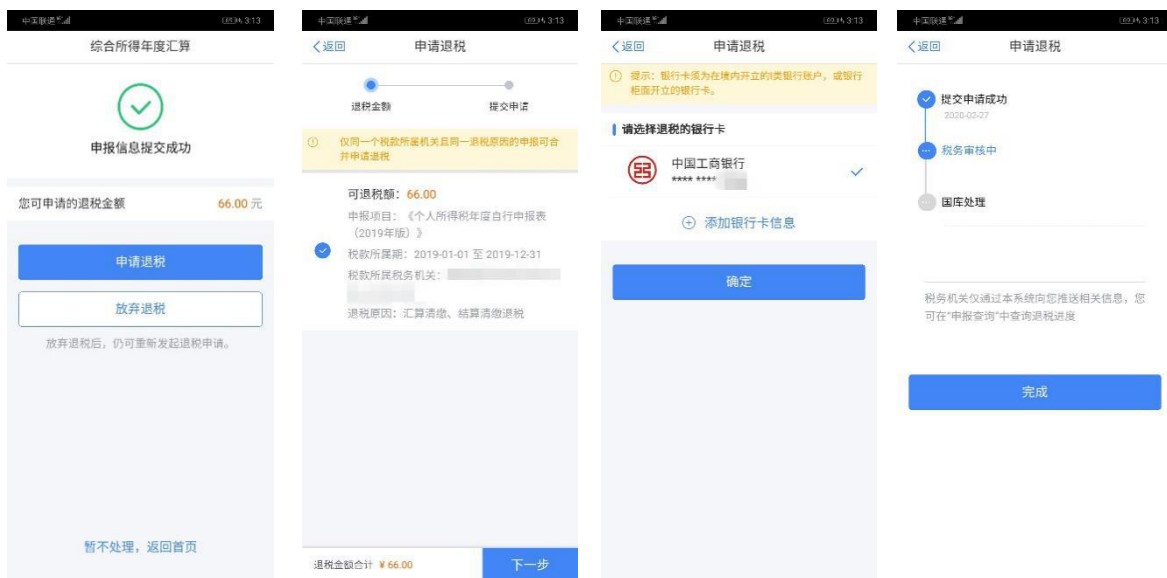 中国联通
3:13
综合所得年度汇算
申报信息提交成功
您可申请的退税金额 66.00 元
申请退税
放弃退税
放弃退税后，仍可重新发起退税申请。
暂不处理，返回首页
中国联通
3:13
返回 申请退税
退税金额 提交申请
仅同一个税款所属机关且同一退税原因的申报可合
并申请退税
可退税额：66.00
申报项目：《个人所得税年度自行申报表
（2019年版）》
税款所属期：2019-01-01 至 2019-12-31
税款所属税务机关：
退税原因：汇算清缴、结算清缴退税
退税金额合计 ¥ 66.00 下一步
中国联通
3:13
返回 申请退税
提示：银行卡须为在境内开立的I类银行账户，或银行
柜面开立的银行卡。
请选择退税的银行卡
中国工商银行
**** ****
添加银行卡信息
确定
中国联通
3:13
返回 申请退税
提交申请成功
2020-02-27
税务审核中
国库处理
税务机关仅通过本系统向您推送相关信息，您
可在"申报查询"中查询退税进度
完成